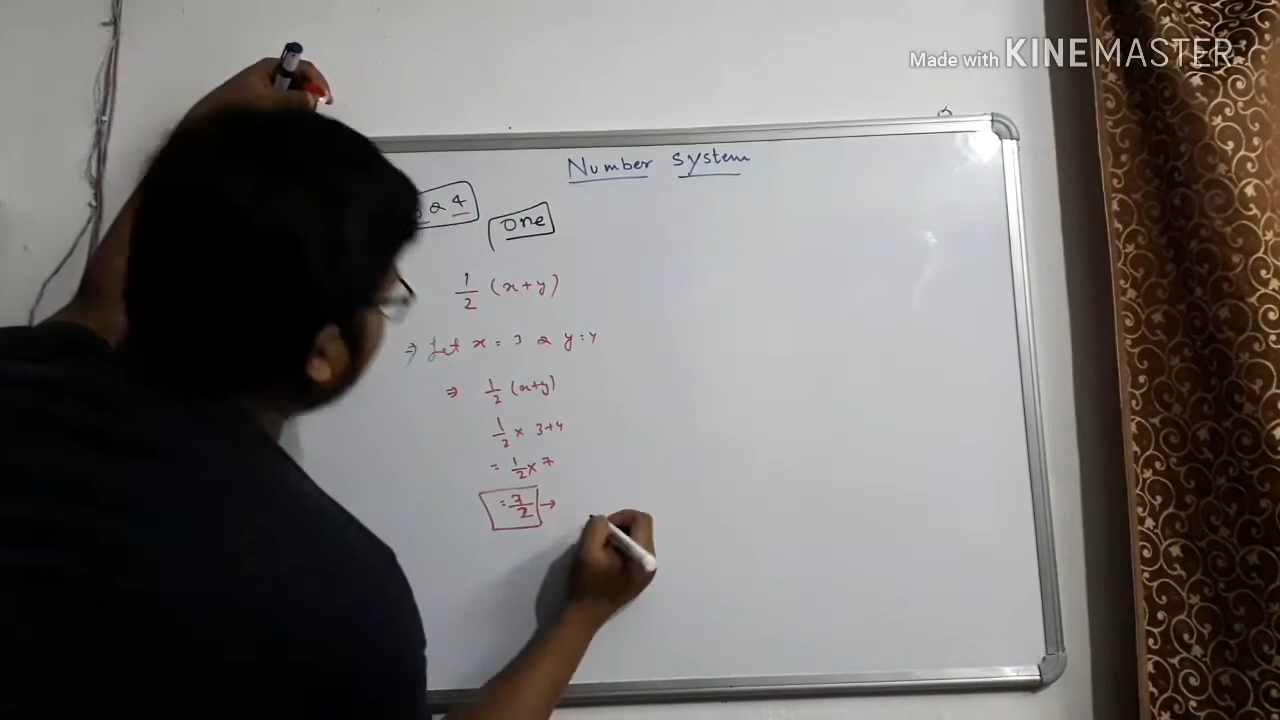 Made with KINEMASTER
Number system
& 4
One
1/2 (x+y)
⇒ Let x = 3 & y = 4
⇒ 1/2 (x+y)
1/2 × 3+4
= 1/2 × 7
= 7/2 →